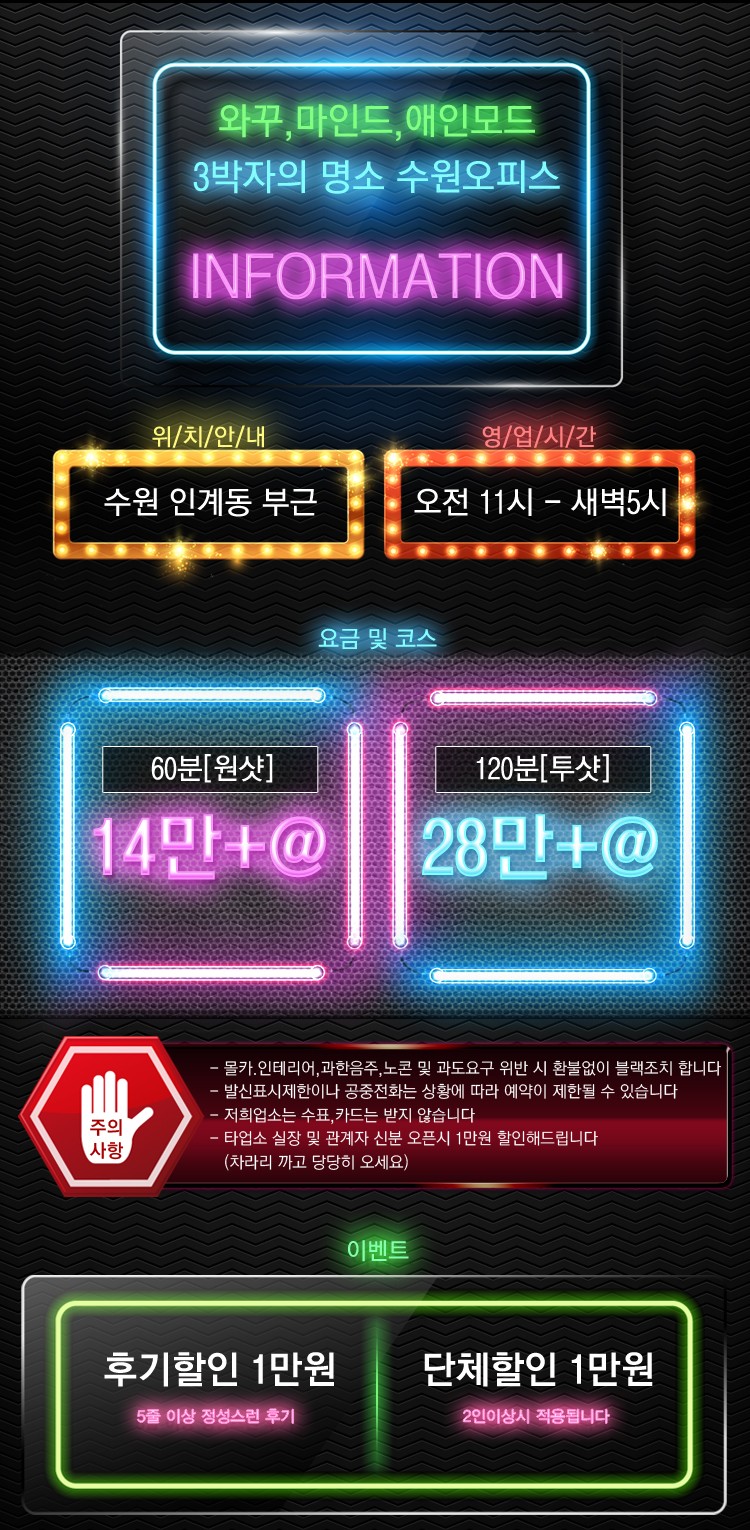 와꾸,마인드,애인모드
3박자의 명소 수원오피스
INFORMATION
위/치/안/내
영/업/시/간
수원 인계동 부근
오전 11시 – 새벽5시
요금 및 코스
60분[원샷]
120분[투샷]
14만+@
28만+@
– 몰카.인테리어,과한음주,노콘 및 과도요구 위반 시 환불없이 블랙조치 합니다
– 발신표시제한이나 공중전화는 상황에 따라 예약이 제한될 수 있습니다
– 저희업소는 수표,카드는 받지 않습니다
– 타업소 실장 및 관계자 신분 오픈시 1만원 할인해드립니다
(차라리 까고 당당히 오세요)
주의
사항
이벤트
후기할인 1만원
단체할인 1만원
5줄 이상 정성스런 후기
2인이상시 적용됩니다